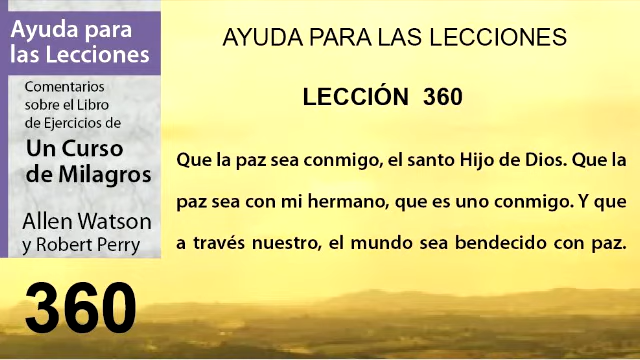 Ayuda para
las Lecciones
Comentarios
sobre el Libro
de Ejercicios de
Un Curso
de Milagros
Allen Watson
y Robert Perry
360
AYUDA PARA LAS LECCIONES
LECCIÓN 360
Que la paz sea conmigo, el santo Hijo de Dios. Que la
paz sea con mi hermano, que es uno conmigo. Y que
a través nuestro, el mundo sea bendecido con paz.